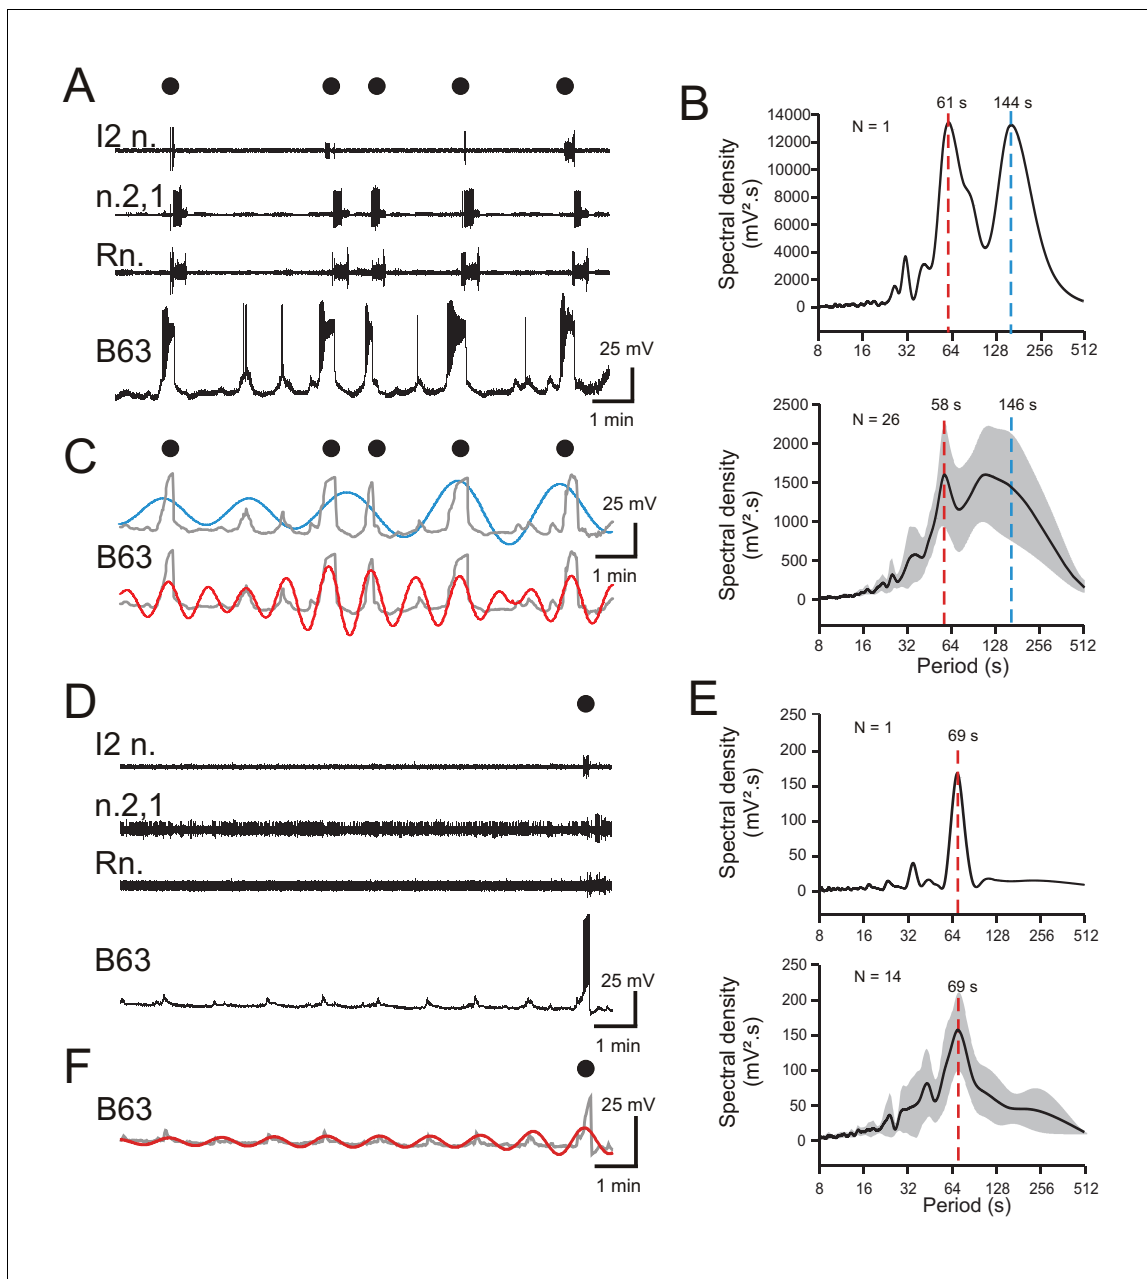 A
I2 n.
n.2,1
Rn.
B63
25 mV
1 min
B
Spectral density
(mV².s)
N = 1
61 s
144 s
14000
12000
10000
8000
6000
4000
2000
0
8 16 32 64 128 256 512
Spectral density
(mV².s)
N = 26
58 s
146 s
2500
2000
1500
1000
500
0
8 16 32 64 128 256 512
Period (s)
C
25 mV
1 min
B63
25 mV
1 min
D
I2 n.
n.2,1
Rn.
B63
25 mV
1 min
E
Spectral density
(mV².s)
N = 1
69 s
250
200
150
100
50
0
8 16 32 64 128 256 512
Spectral density
(mV².s)
N = 14
69 s
250
200
150
100
50
0
8 16 32 64 128 256 512
Period (s)
F
B63
25 mV
1 min